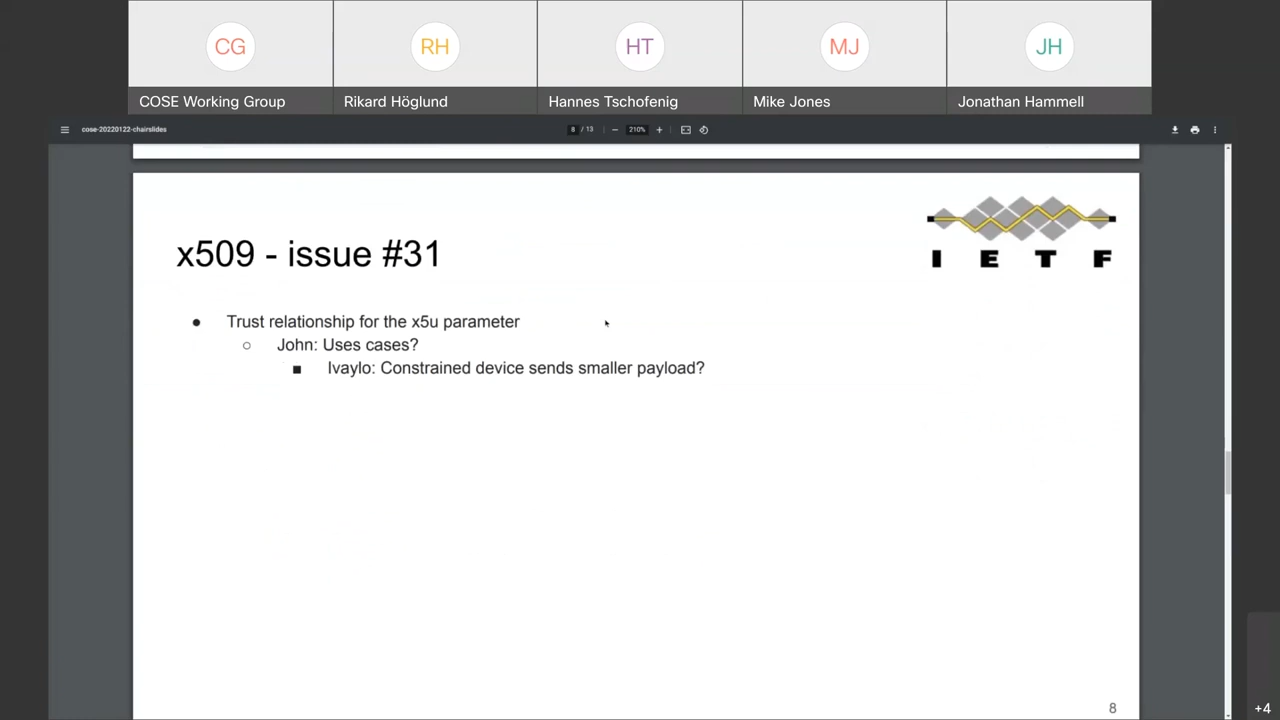 CG
RH
HT
MJ
JH
COSE Working Group
Rikard Höglund
Hannes Tschofenig
Mike Jones
Jonathan Hammell
cose-20220122-chairslides
8 / 13
210%
x509 - issue #31
I E T F
● Trust relationship for the x5u parameter
○ John: Uses cases?
■ Ivaylo: Constrained device sends smaller payload?
8
+4